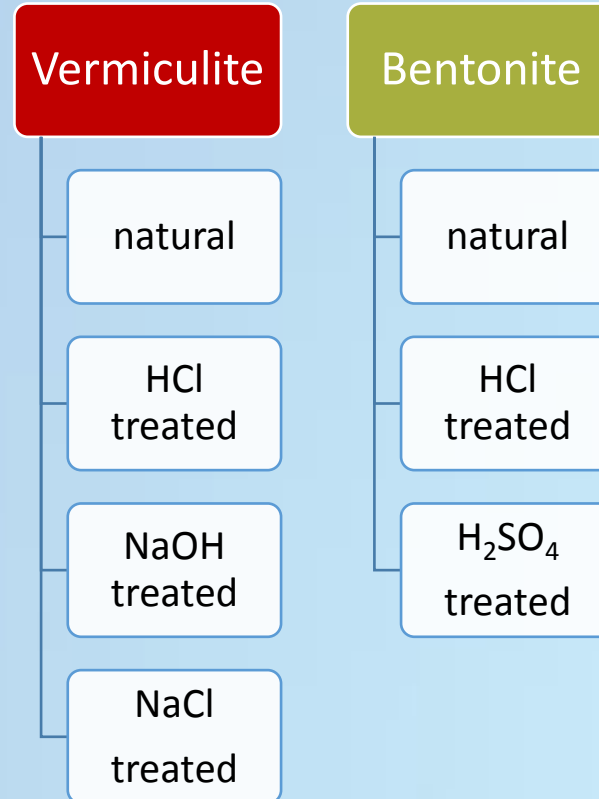 Vermiculite
natural
HCl
treated
NaOH
treated
NaCl
treated
Bentonite
natural
HCl
treated
H₂SO₄
treated